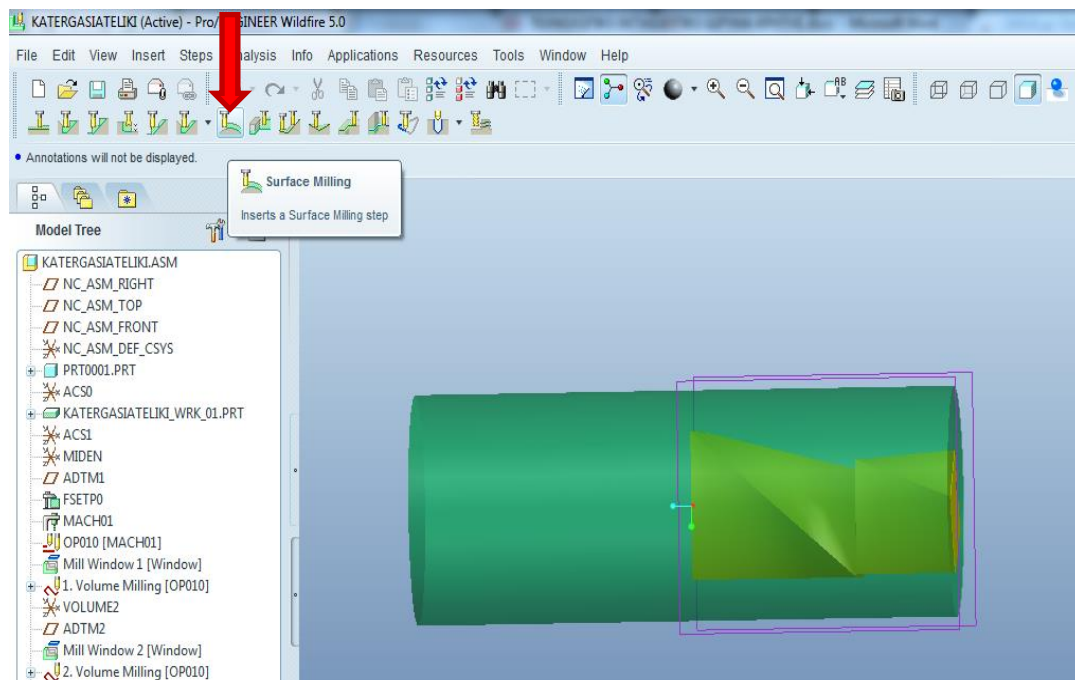 KATERGASIATELIKI (Active) - Pro/ENGINEER Wildfire 5.0
File Edit View Insert Steps Analysis Info Applications Resources Tools Window Help
Annotations will not be displayed.
Surface Milling
Inserts a Surface Milling step
Model Tree
KATERGASIATELIKI.ASM
NC_ASM_RIGHT
NC_ASM_TOP
NC_ASM_FRONT
NC_ASM_DEF_CSYS
PRT0001.PRT
ACS0
KATERGASIATELIKI_WRK_01.PRT
ACS1
MIDEN
ADTM1
FSETP0
MACH01
OP010 [MACH01]
Mill Window 1 [Window]
1. Volume Milling [OP010]
VOLUME2
ADTM2
Mill Window 2 [Window]
2. Volume Milling [OP010]